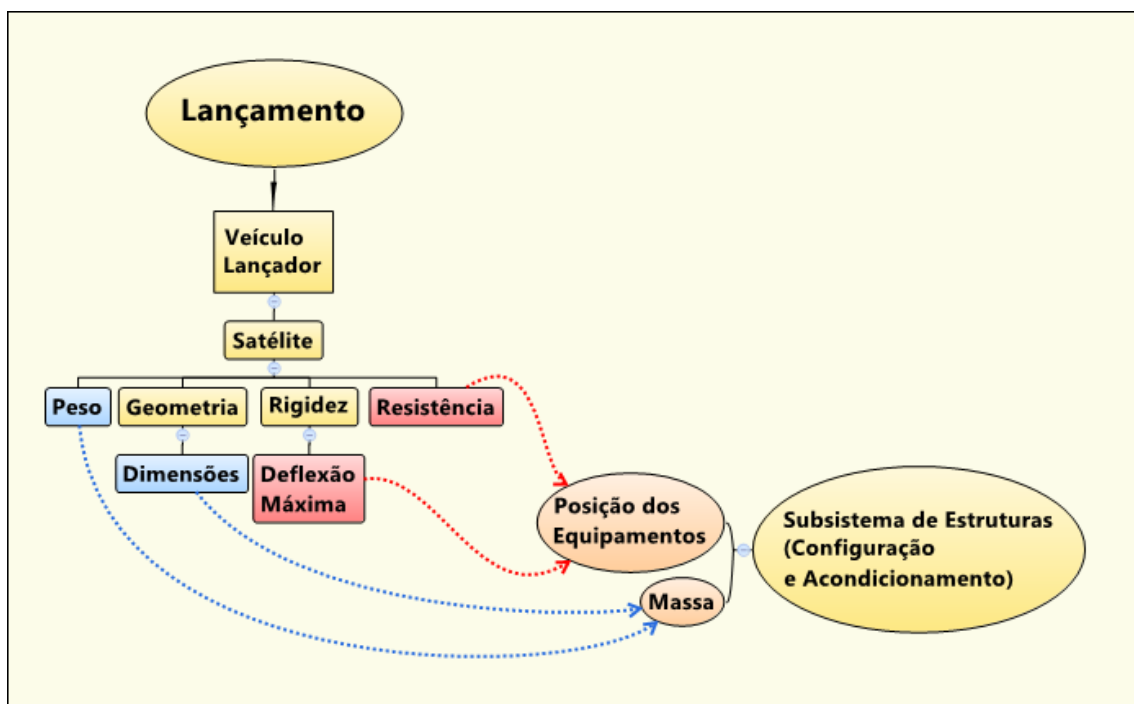 Lançamento
Veículo
Lançador
Satélite
Peso
Geometria
Rigidez
Resistência
Dimensões
Deflexão
Máxima
Posição dos
Equipamentos
Massa
Subsistema de Estruturas
(Configuração
e Acondicionamento)